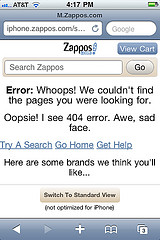 AT&T 4:17 PM
M.Zappos.com
iphone.zappos.com/s... Google
Zappos View Cart
Search Zappos Go
Error: Whoops! We couldn't find
the pages you were looking for.
Oopsie! I see 404 error. Awe, sad
face.
Try A Search Go Home Get Help
Here are some brands we think you'll
like...
Switch To Standard View
(not optimized for iPhone)